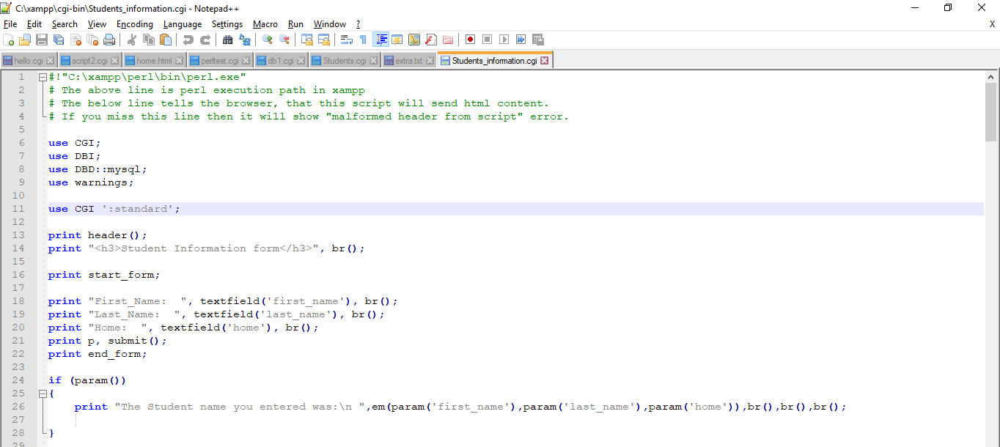 C:\xampp\cgi-bin\Students_information.cgi - Notepad++
File Edit Search View Encoding Language Settings Macro Run Window ? X
hello.cgi script2.cgi home.html perltest.cgi db1.cgi Students.cgi extra.txt Students_information.cgi
1 #!"C:\xampp\perl\bin\perl.exe"
2 # The above line is perl execution path in xampp
3 # The below line tells the browser, that this script will send html content.
4 # If you miss this line then it will show "malformed header from script" error.
5
6 use CGI;
7 use DBI;
8 use DBD::mysql;
9 use warnings;
10
11 use CGI ':standard';
12
13 print header();
14 print "<h3>Student Information form</h3>", br();
15
16 print start_form;
17
18 print "First_Name:  ", textfield('first_name'), br();
19 print "Last_Name:  ", textfield('last_name'), br();
20 print "Home:  ", textfield('home'), br();
21 print p, submit();
22 print end_form;
23
24 if (param())
25 {
26     print "The Student name you entered was:\n ",em(param('first_name'),param('last_name'),param('home')),br(),br(),br();
27
28 }
29